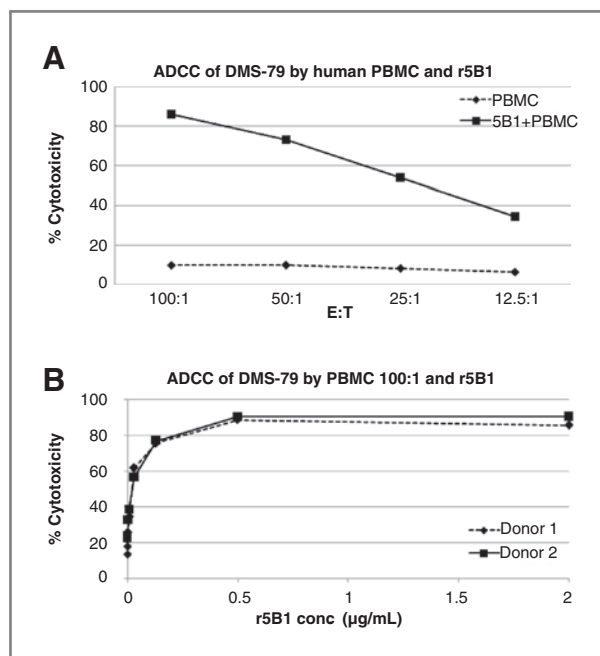 A
ADCC of DMS-79 by human PBMC and r5B1
100
80
60
40
20
0
% Cytotoxicity
PBMC
5B1+PBMC
100:1
50:1
25:1
12.5:1
E:T
B
ADCC of DMS-79 by PBMC 100:1 and r5B1
100
80
60
40
20
0
% Cytotoxicity
Donor 1
Donor 2
0
0.5
1
1.5
2
r5B1 conc (µg/mL)